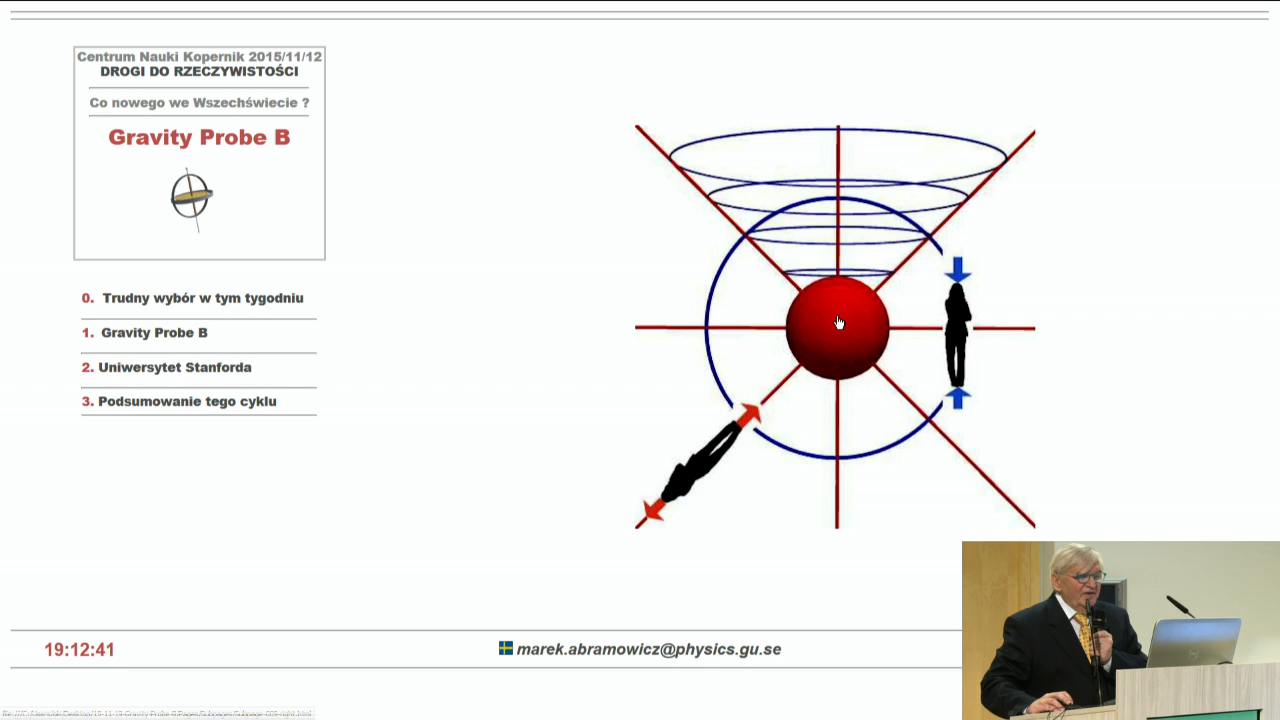 Centrum Nauki Kopernik 2015/11/12
DROGI DO RZECZYWISTOŚCI
Co nowego we Wszechświecie ?
Gravity Probe B
0. Trudny wybór w tym tygodniu
1. Gravity Probe B
2. Uniwersytet Stanforda
3. Podsumowanie tego cyklu
19:12:41
marek.abramowicz@physics.gu.se